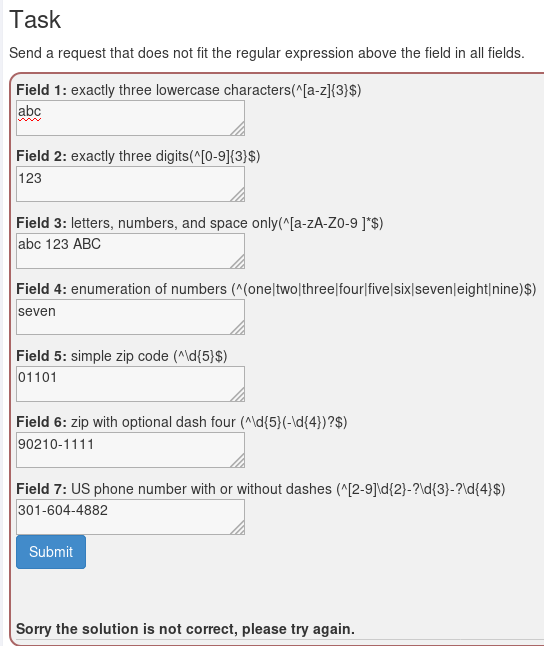 Task
Send a request that does not fit the regular expression above the field in all fields.
Field 1: exactly three lowercase characters(^[a-z]{3}$)
abc
Field 2: exactly three digits(^[0-9]{3}$)
123
Field 3: letters, numbers, and space only(^[a-zA-Z0-9 ]*$)
abc 123 ABC
Field 4: enumeration of numbers (^(one|two|three|four|five|six|seven|eight|nine)$)
seven
Field 5: simple zip code (^\d{5}$)
01101
Field 6: zip with optional dash four (^\d{5}(-\d{4})?$)
90210-1111
Field 7: US phone number with or without dashes (^[2-9]\d{2}-?\d{3}-?\d{4}$)
301-604-4882
Submit
Sorry the solution is not correct, please try again.